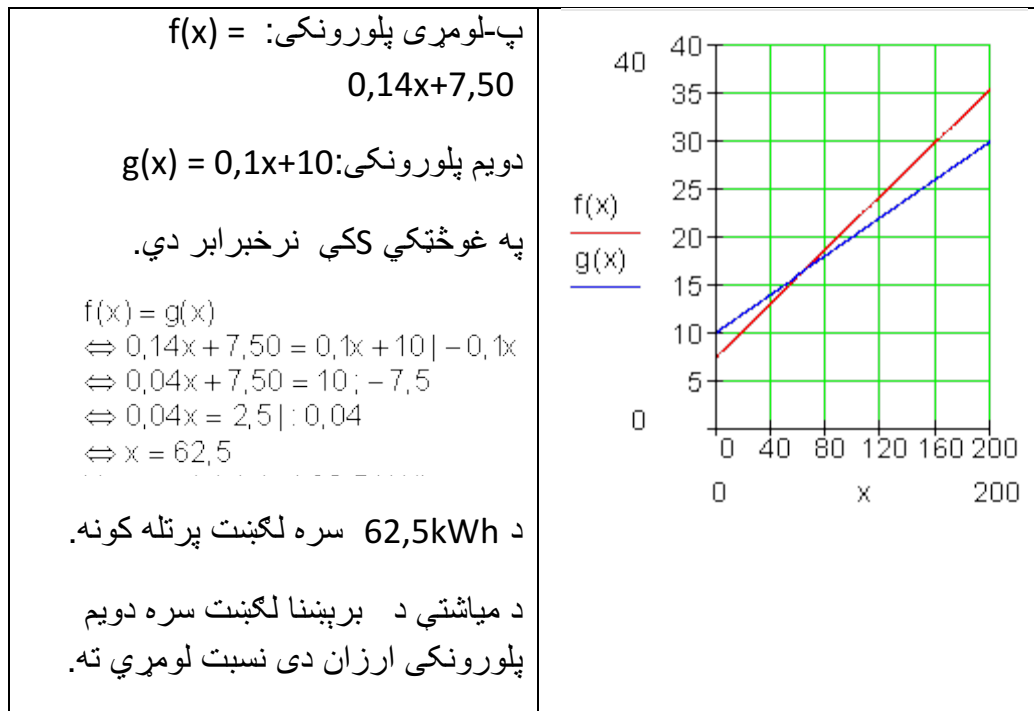 پ-لومړی پلورونکی: f(x) =
0,14x+7,50
دویم پلورونکی:g(x) = 0,1x+10
په غوڅټکي Sکې نرخبرابر دي.
f(x) = g(x)
⇔ 0,14x + 7,50 = 0,1x + 10 | − 0,1x
⇔ 0,04x + 7,50 = 10 ; − 7,5
⇔ 0,04x = 2,5 | : 0,04
⇔ x = 62,5
د 62,5kWh سره لګښت پرتله کونه.
د میاشتې د برېښنا لګښت سره دویم
پلورونکی ارزان دی نسبت لومړي ته.
40
40
35
30
25
20
15
10
5
f(x)
g(x)
0
0 40 80 120 160 200
0 x 200